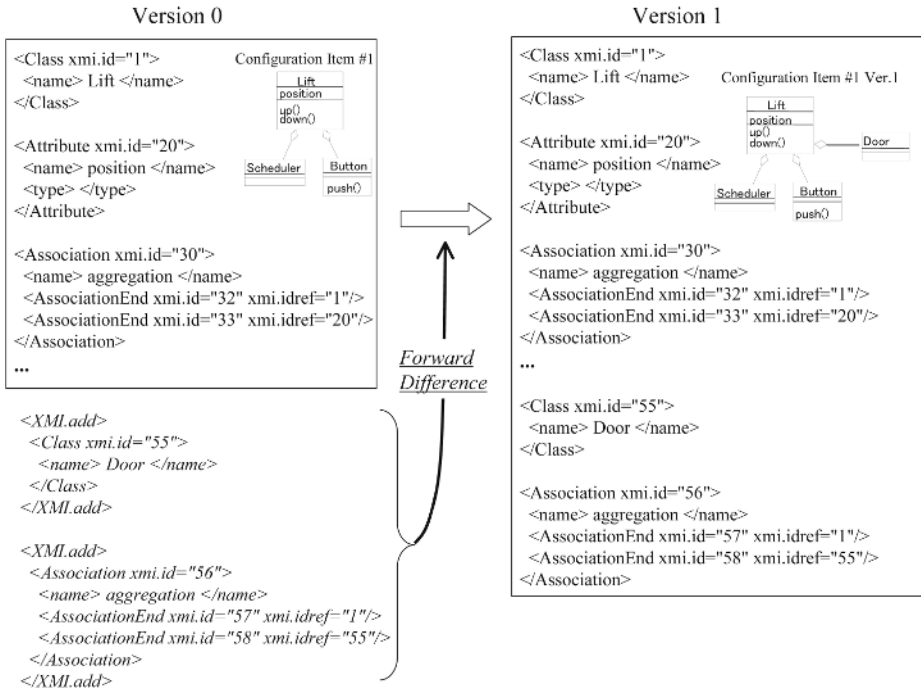 Version 0
<Class xmi.id="1">
<name> Lift </name>
</Class>
<Attribute xmi.id="20">
<name> position </name>
<type> </type>
</Attribute>
<Association xmi.id="30">
<name> aggregation </name>
<AssociationEnd xmi.id="32" xmi.idref="1"/>
<AssociationEnd xmi.id="33" xmi.idref="20"/>
</Association>
...
Configuration Item #1
Lift
position
up()
down()
Scheduler
Button
push()
<XMI.add>
<Class xmi.id="55">
<name> Door </name>
</Class>
</XMI.add>
<XMI.add>
<Association xmi.id="56">
<name> aggregation </name>
<AssociationEnd xmi.id="57" xmi.idref="1"/>
<AssociationEnd xmi.id="58" xmi.idref="55"/>
</Association>
</XMI.add>
Forward
Difference
Version 1
<Class xmi.id="1">
<name> Lift </name>
</Class>
<Attribute xmi.id="20">
<name> position </name>
<type> </type>
</Attribute>
<Association xmi.id="30">
<name> aggregation </name>
<AssociationEnd xmi.id="32" xmi.idref="1"/>
<AssociationEnd xmi.id="33" xmi.idref="20"/>
</Association>
...
<Class xmi.id="55">
<name> Door </name>
</Class>
<Association xmi.id="56">
<name> aggregation </name>
<AssociationEnd xmi.id="57" xmi.idref="1"/>
<AssociationEnd xmi.id="58" xmi.idref="55"/>
</Association>
Configuration Item #1 Ver.1
Lift
position
up()
down()
Door
Scheduler
Button
push()